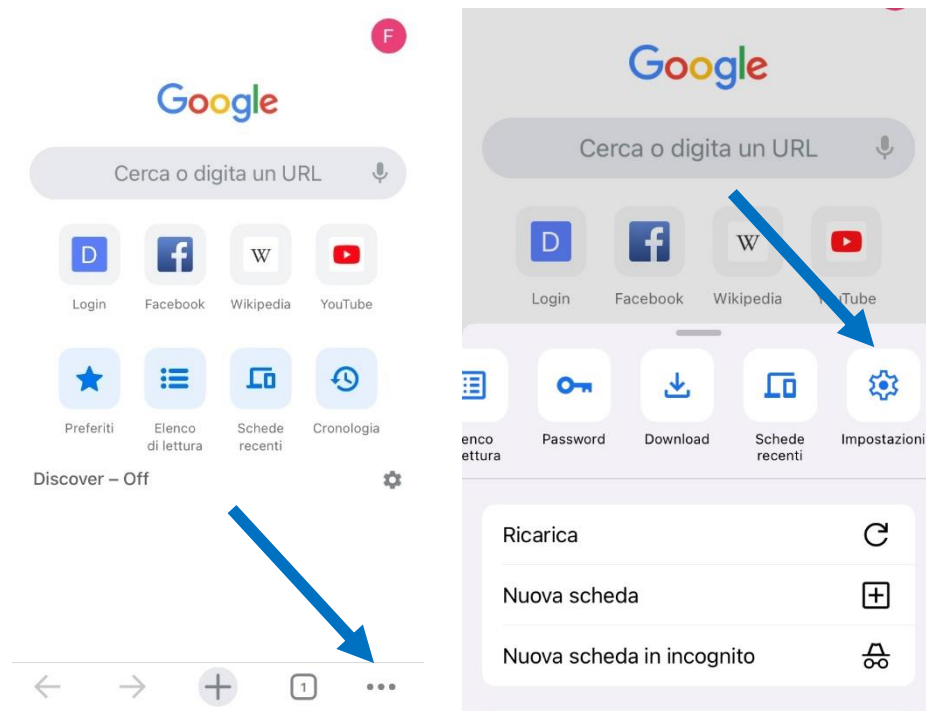 F
Google
Cerca o digita un URL
D
W
Login
Facebook
Wikipedia
YouTube
Preferiti
Elenco
di lettura
Schede
recenti
Cronologia
Discover – Off
1
Google
Cerca o digita un URL
D
W
Login
Facebook
Wikipedia
Tube
enco
ettura
Password
Download
Schede
recenti
Impostazioni
Ricarica
Nuova scheda
Nuova scheda in incognito